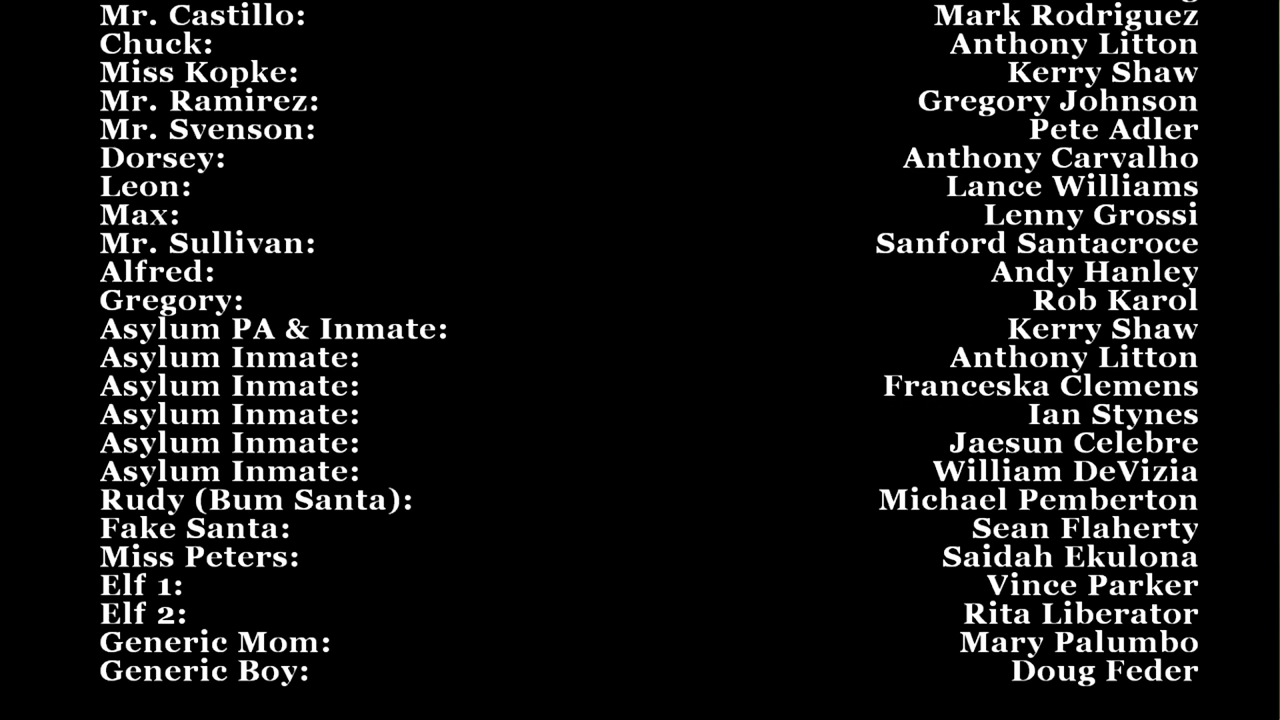 Mr. Castillo: Mark Rodriguez
Chuck: Anthony Litton
Miss Kopke: Kerry Shaw
Mr. Ramirez: Gregory Johnson
Mr. Svenson: Pete Adler
Dorsey: Anthony Carvalho
Leon: Lance Williams
Max: Lenny Grossi
Mr. Sullivan: Sanford Santacroce
Alfred: Andy Hanley
Gregory: Rob Karol
Asylum PA & Inmate: Kerry Shaw
Asylum Inmate: Anthony Litton
Asylum Inmate: Franceska Clemens
Asylum Inmate: Ian Stynes
Asylum Inmate: Jaesun Celebre
Asylum Inmate: William DeVizia
Rudy (Bum Santa): Michael Pemberton
Fake Santa: Sean Flaherty
Miss Peters: Saidah Ekulona
Elf 1: Vince Parker
Elf 2: Rita Liberator
Generic Mom: Mary Palumbo
Generic Boy: Doug Feder